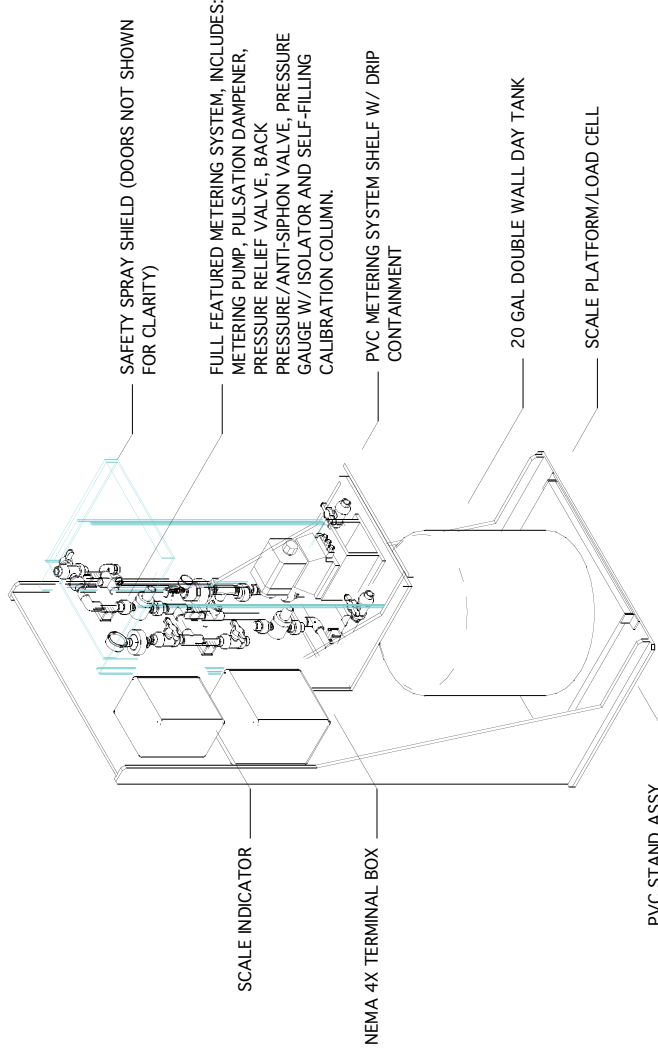 SAFETY SPRAY SHIELD (DOORS NOT SHOWN
FOR CLARITY)
FULL FEATURED METERING SYSTEM, INCLUDES:
METERING PUMP, PULSATION DAMPENER,
PRESSURE RELIEF VALVE, BACK
PRESSURE/ANTI-SIPHON VALVE, PRESSURE
GAUGE W/ ISOLATOR AND SELF-FILLING
CALIBRATION COLUMN.
PVC METERING SYSTEM SHELF W/ DRIP
CONTAINMENT
20 GAL DOUBLE WALL DAY TANK
SCALE PLATFORM/LOAD CELL
SCALE INDICATOR
NEMA 4X TERMINAL BOX
PVC STAND ASSY